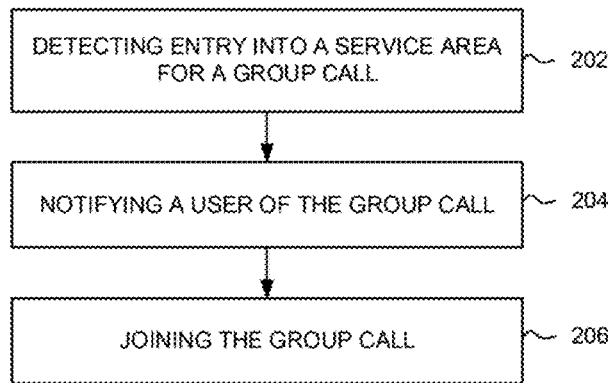 DETECTING ENTRY INTO A SERVICE AREA
FOR A GROUP CALL
202
NOTIFYING A USER OF THE GROUP CALL
204
JOINING THE GROUP CALL
206